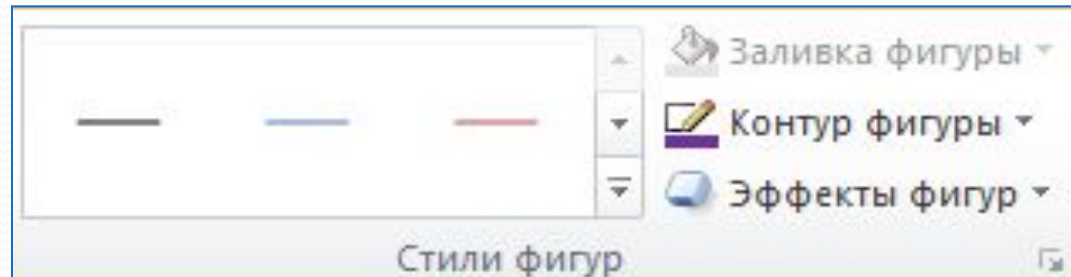 Заливка фигуры
Контур фигуры
Эффекты фигур
Стили фигур